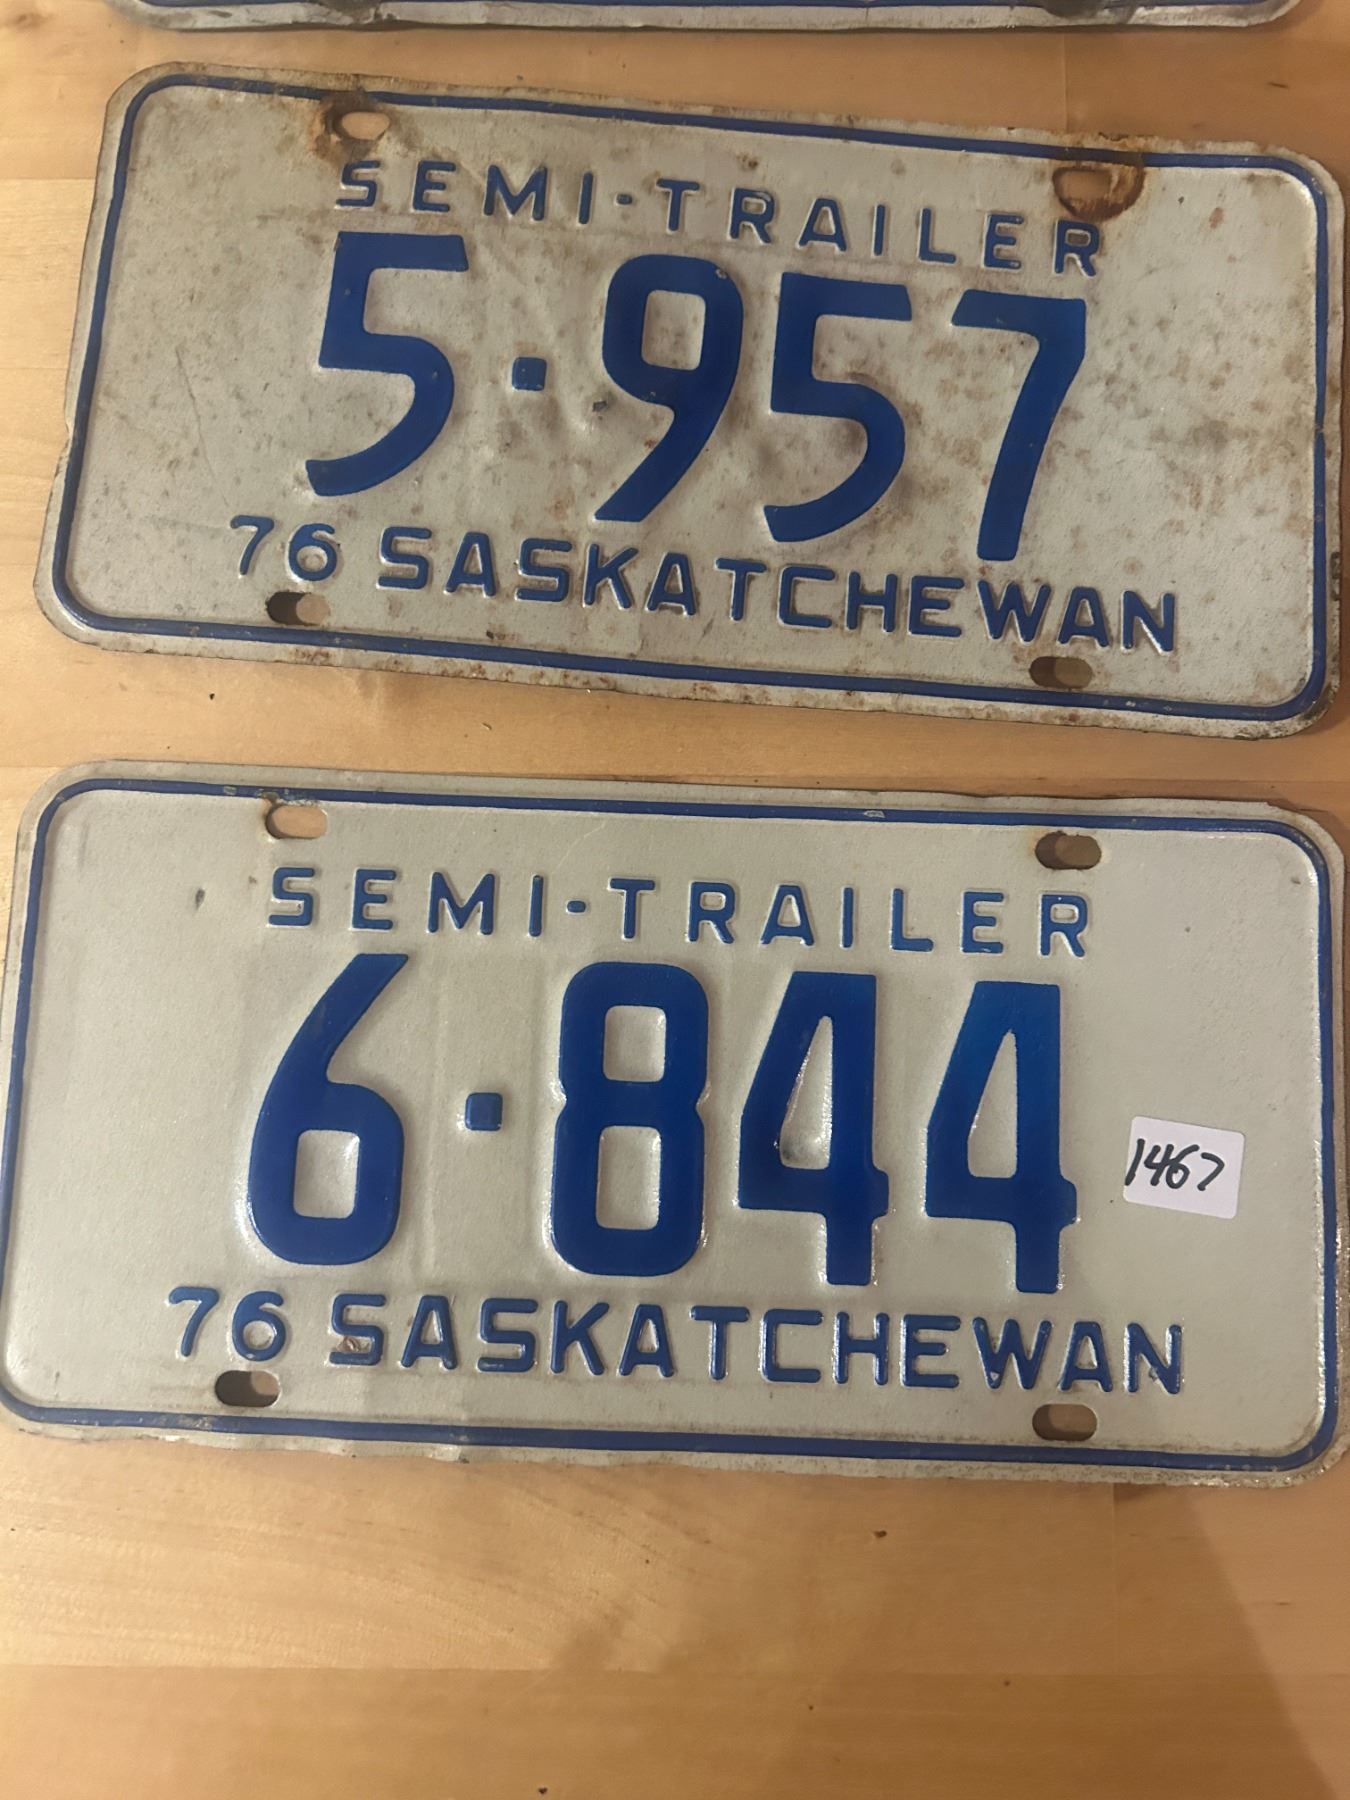 SEMI-TRAILER
5·957
76 SASKATCHEWAN
SEMI-TRAILER
6·844
1467
76 SASKATCHEWAN